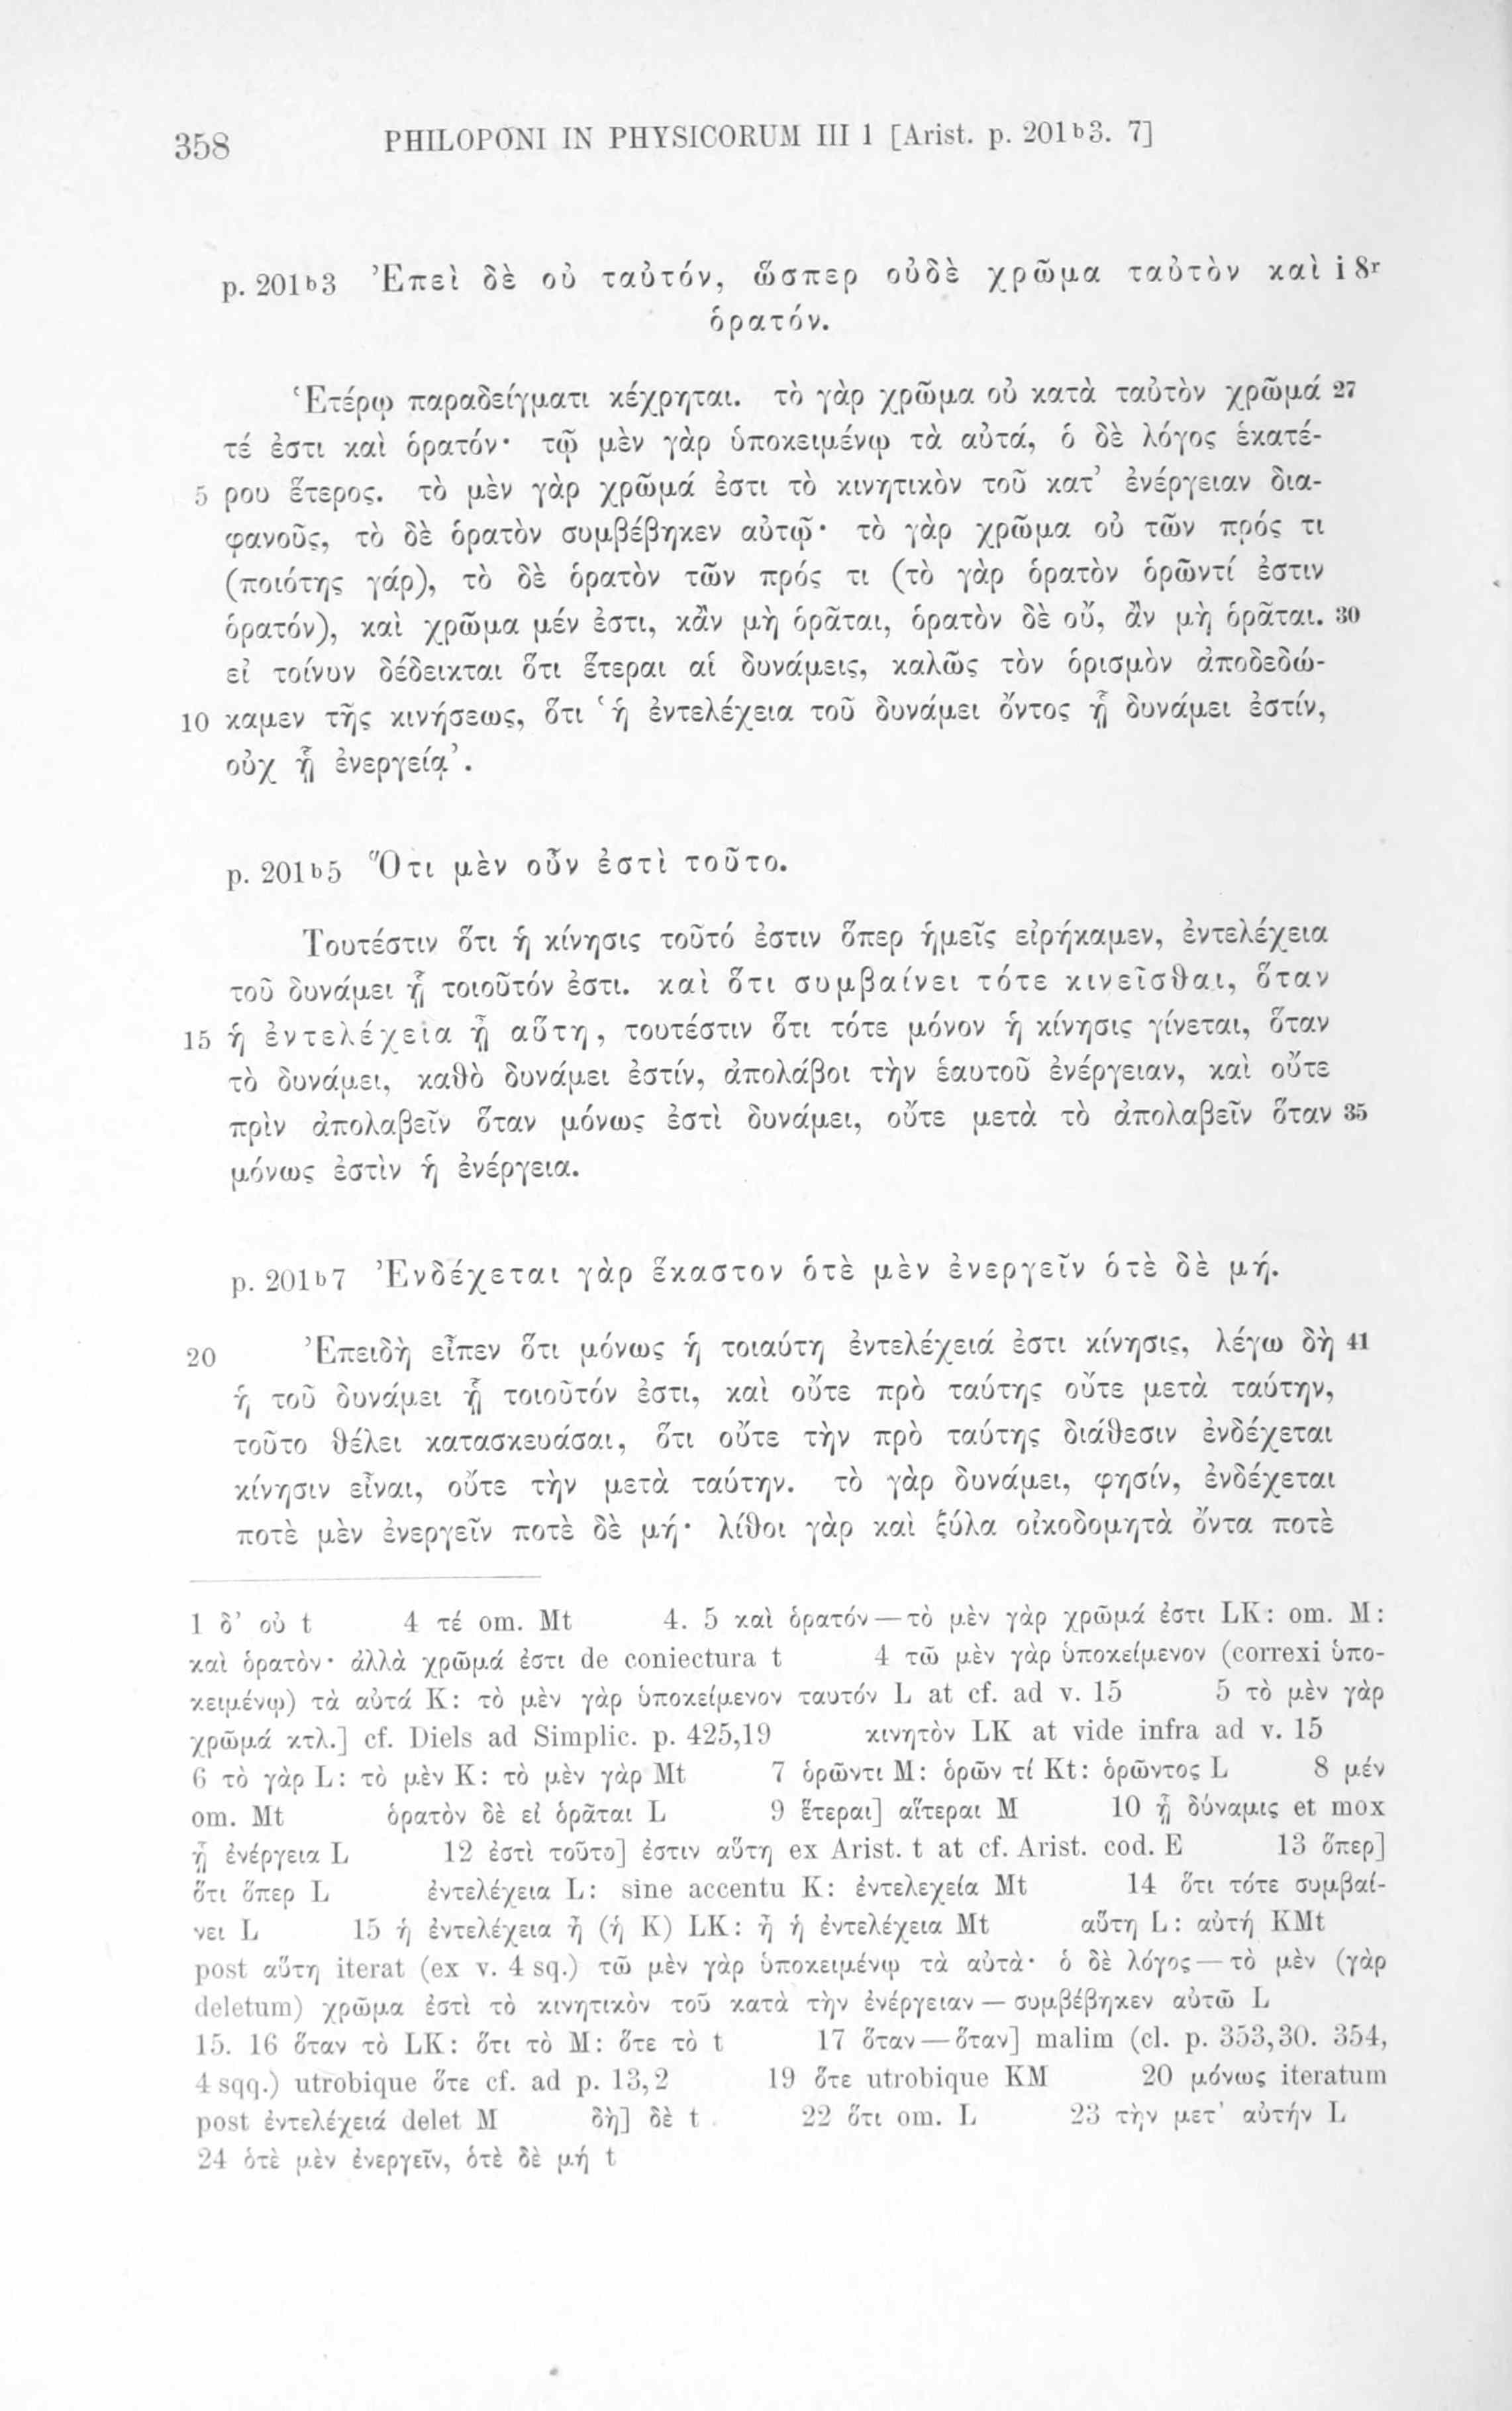 358 PHILOPONI IN PHYSICORUM III 1 [Arist. p. 201b3. 7]
p. 201b3 Ἐπεὶ δὲ οὐ ταὐτόν, ὥσπερ οὐδὲ χρῶμα ταὐτὸν καὶ i 8r
ὁρατόν.
Ἑτέρῳ παραδείγματι κέχρηται. τὸ γὰρ χρῶμα οὐ κατὰ ταὐτὸν χρῶμά 27
τέ ἐστι καὶ ὁρατόν· τῷ μὲν γὰρ ὑποκειμένῳ τὰ αὐτά, ὁ δὲ λόγος ἑκατέ-
5 ρου ἕτερος. τὸ μὲν γὰρ χρῶμά ἐστι τὸ κινητικὸν τοῦ κατ’ ἐνέργειαν δια-
φανοῦς, τὸ δὲ ὁρατὸν συμβέβηκεν αὐτῷ· τὸ γὰρ χρῶμα οὐ τῶν πρός τι
(ποιότης γάρ), τὸ δὲ ὁρατὸν τῶν πρός τι (τὸ γὰρ ὁρατὸν ὁρῶντί ἐστιν
ὁρατόν), καὶ χρῶμα μέν ἐστι, κἂν μὴ ὁρᾶται, ὁρατὸν δὲ οὔ, ἂν μὴ ὁρᾶται. 30
εἰ τοίνυν δέδεικται ὅτι ἕτεραι αἱ δυνάμεις, καλῶς τὸν ὁρισμὸν ἀποδεδώ-
10 καμεν τῆς κινήσεως, ὅτι ‘ἡ ἐντελέχεια τοῦ δυνάμει ὄντος ᾗ δυνάμει ἐστίν,
οὐχ ᾗ ἐνεργείᾳ’.
p. 201b5 Ὅτι μὲν οὖν ἐστὶ τοῦτο.
Τουτέστιν ὅτι ἡ κίνησις τοῦτό ἐστιν ὅπερ ἡμεῖς εἰρήκαμεν, ἐντελέχεια
τοῦ δυνάμει ᾗ τοιοῦτόν ἐστι. καὶ ὅτι συμβαίνει τότε κινεῖσθαι, ὅταν
15 ἡ ἐντελέχεια ᾖ αὕτη, τουτέστιν ὅτι τότε μόνον ἡ κίνησις γίνεται, ὅταν
τὸ δυνάμει, καθὸ δυνάμει ἐστίν, ἀπολάβοι τὴν ἑαυτοῦ ἐνέργειαν, καὶ οὔτε
πρὶν ἀπολαβεῖν ὅταν μόνως ἐστὶ δυνάμει, οὔτε μετὰ τὸ ἀπολαβεῖν ὅταν 35
μόνως ἐστὶν ἡ ἐνέργεια.
p. 201b7 Ἐνδέχεται γὰρ ἕκαστον ὁτὲ μὲν ἐνεργεῖν ὁτὲ δὲ μή.
20 Ἐπειδὴ εἶπεν ὅτι μόνως ἡ τοιαύτη ἐντελέχειά ἐστι κίνησις, λέγω δὴ 41
ἡ τοῦ δυνάμει ᾗ τοιοῦτόν ἐστι, καὶ οὔτε πρὸ ταύτης οὔτε μετὰ ταύτην,
τοῦτο θέλει κατασκευάσαι, ὅτι οὔτε τὴν πρὸ ταύτης διάθεσιν ἐνδέχεται
κίνησιν εἶναι, οὔτε τὴν μετὰ ταύτην. τὸ γὰρ δυνάμει, φησίν, ἐνδέχεται
ποτὲ μὲν ἐνεργεῖν ποτὲ δὲ μή· λίθοι γὰρ καὶ ξύλα οἰκοδομητὰ ὄντα ποτὲ
1 δ’ οὐ t 4 τέ om. Mt 4. 5 καὶ ὁρατόν — τὸ μὲν γὰρ χρῶμά ἐστι LK: om. M:
καὶ ὁρατὸν· ἀλλὰ χρῶμά ἐστι de coniectura t 4 τῶ μὲν γὰρ ὑποκείμενον (correxi ὑπο-
κειμένῳ) τὰ αὐτά K: τὸ μὲν γὰρ ὑποκείμενον ταυτόν L at cf. ad v. 15 5 τὸ μὲν γὰρ
χρῶμά κτλ.] cf. Diels ad Simplic. p. 425,19 κινητὸν LK at vide infra ad v. 15
6 τὸ γὰρ L: τὸ μὲν K: τὸ μὲν γὰρ Mt 7 ὁρῶντι M: ὁρῶν τί Kt: ὁρῶντος L 8 μέν
om. Mt ὁρατὸν δὲ εἰ ὁρᾶται L 9 ἕτεραι] αἵτεραι M 10 ᾗ δύναμις et mox
ᾗ ἐνέργεια L 12 ἐστὶ τοῦτο] ἐστιν αὕτη ex Arist. t at cf. Arist. cod. E 13 ὅπερ]
ὅτι ὅπερ L ἐντελέχεια L: sine accentu K: ἐντελεχεία Mt 14 ὅτι τότε συμβαί-
νει L 15 ἡ ἐντελέχεια ἦ (ἡ K) LK: ἦ ἡ ἐντελέχεια Mt αὕτη L: αὐτή KMt
post αὕτη iterat (ex v. 4 sq.) τῶ μὲν γὰρ ὑποκειμένῳ τὰ αὐτὰ· ὁ δὲ λόγος — τὸ μὲν (γὰρ
deletum) χρῶμα ἐστὶ τὸ κινητικὸν τοῦ κατὰ τὴν ἐνέργειαν — συμβέβηκεν αὐτῶ L
15. 16 ὅταν τὸ LK: ὅτι τὸ M: ὅτε τὸ t 17 ὅταν — ὅταν] malim (cl. p. 353,30. 354,
4 sqq.) utrobique ὅτε cf. ad p. 13,2 19 ὅτε utrobique KM 20 μόνως iteratum
post ἐντελέχειά delet M δὴ] δὲ t 22 ὅτι om. L 23 τὴν μετ’ αὐτήν L
24 ὁτὲ μὲν ἐνεργεῖν, ὁτὲ δὲ μή t